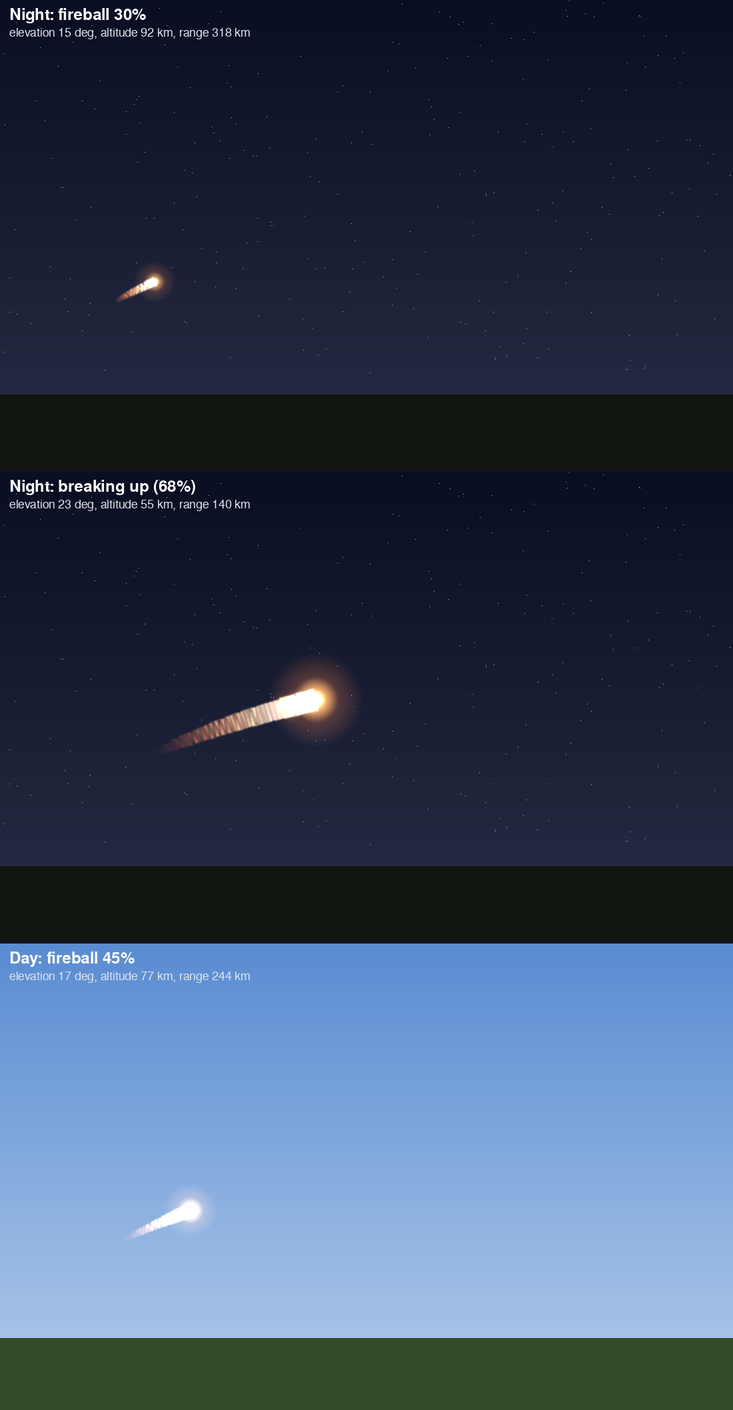 Night: fireball 30%
elevation 15 deg, altitude 92 km, range 318 km
Night: breaking up (68%)
elevation 23 deg, altitude 55 km, range 140 km
Day: fireball 45%
elevation 17 deg, altitude 77 km, range 244 km